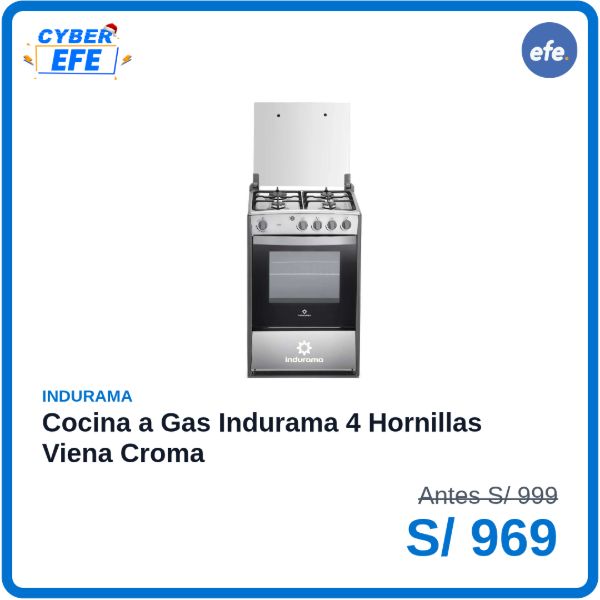 CYBER
EFE
efe.
indurama
INDURAMA
Cocina a Gas Indurama 4 Hornillas
Viena Croma
Antes S/ 999
S/ 969